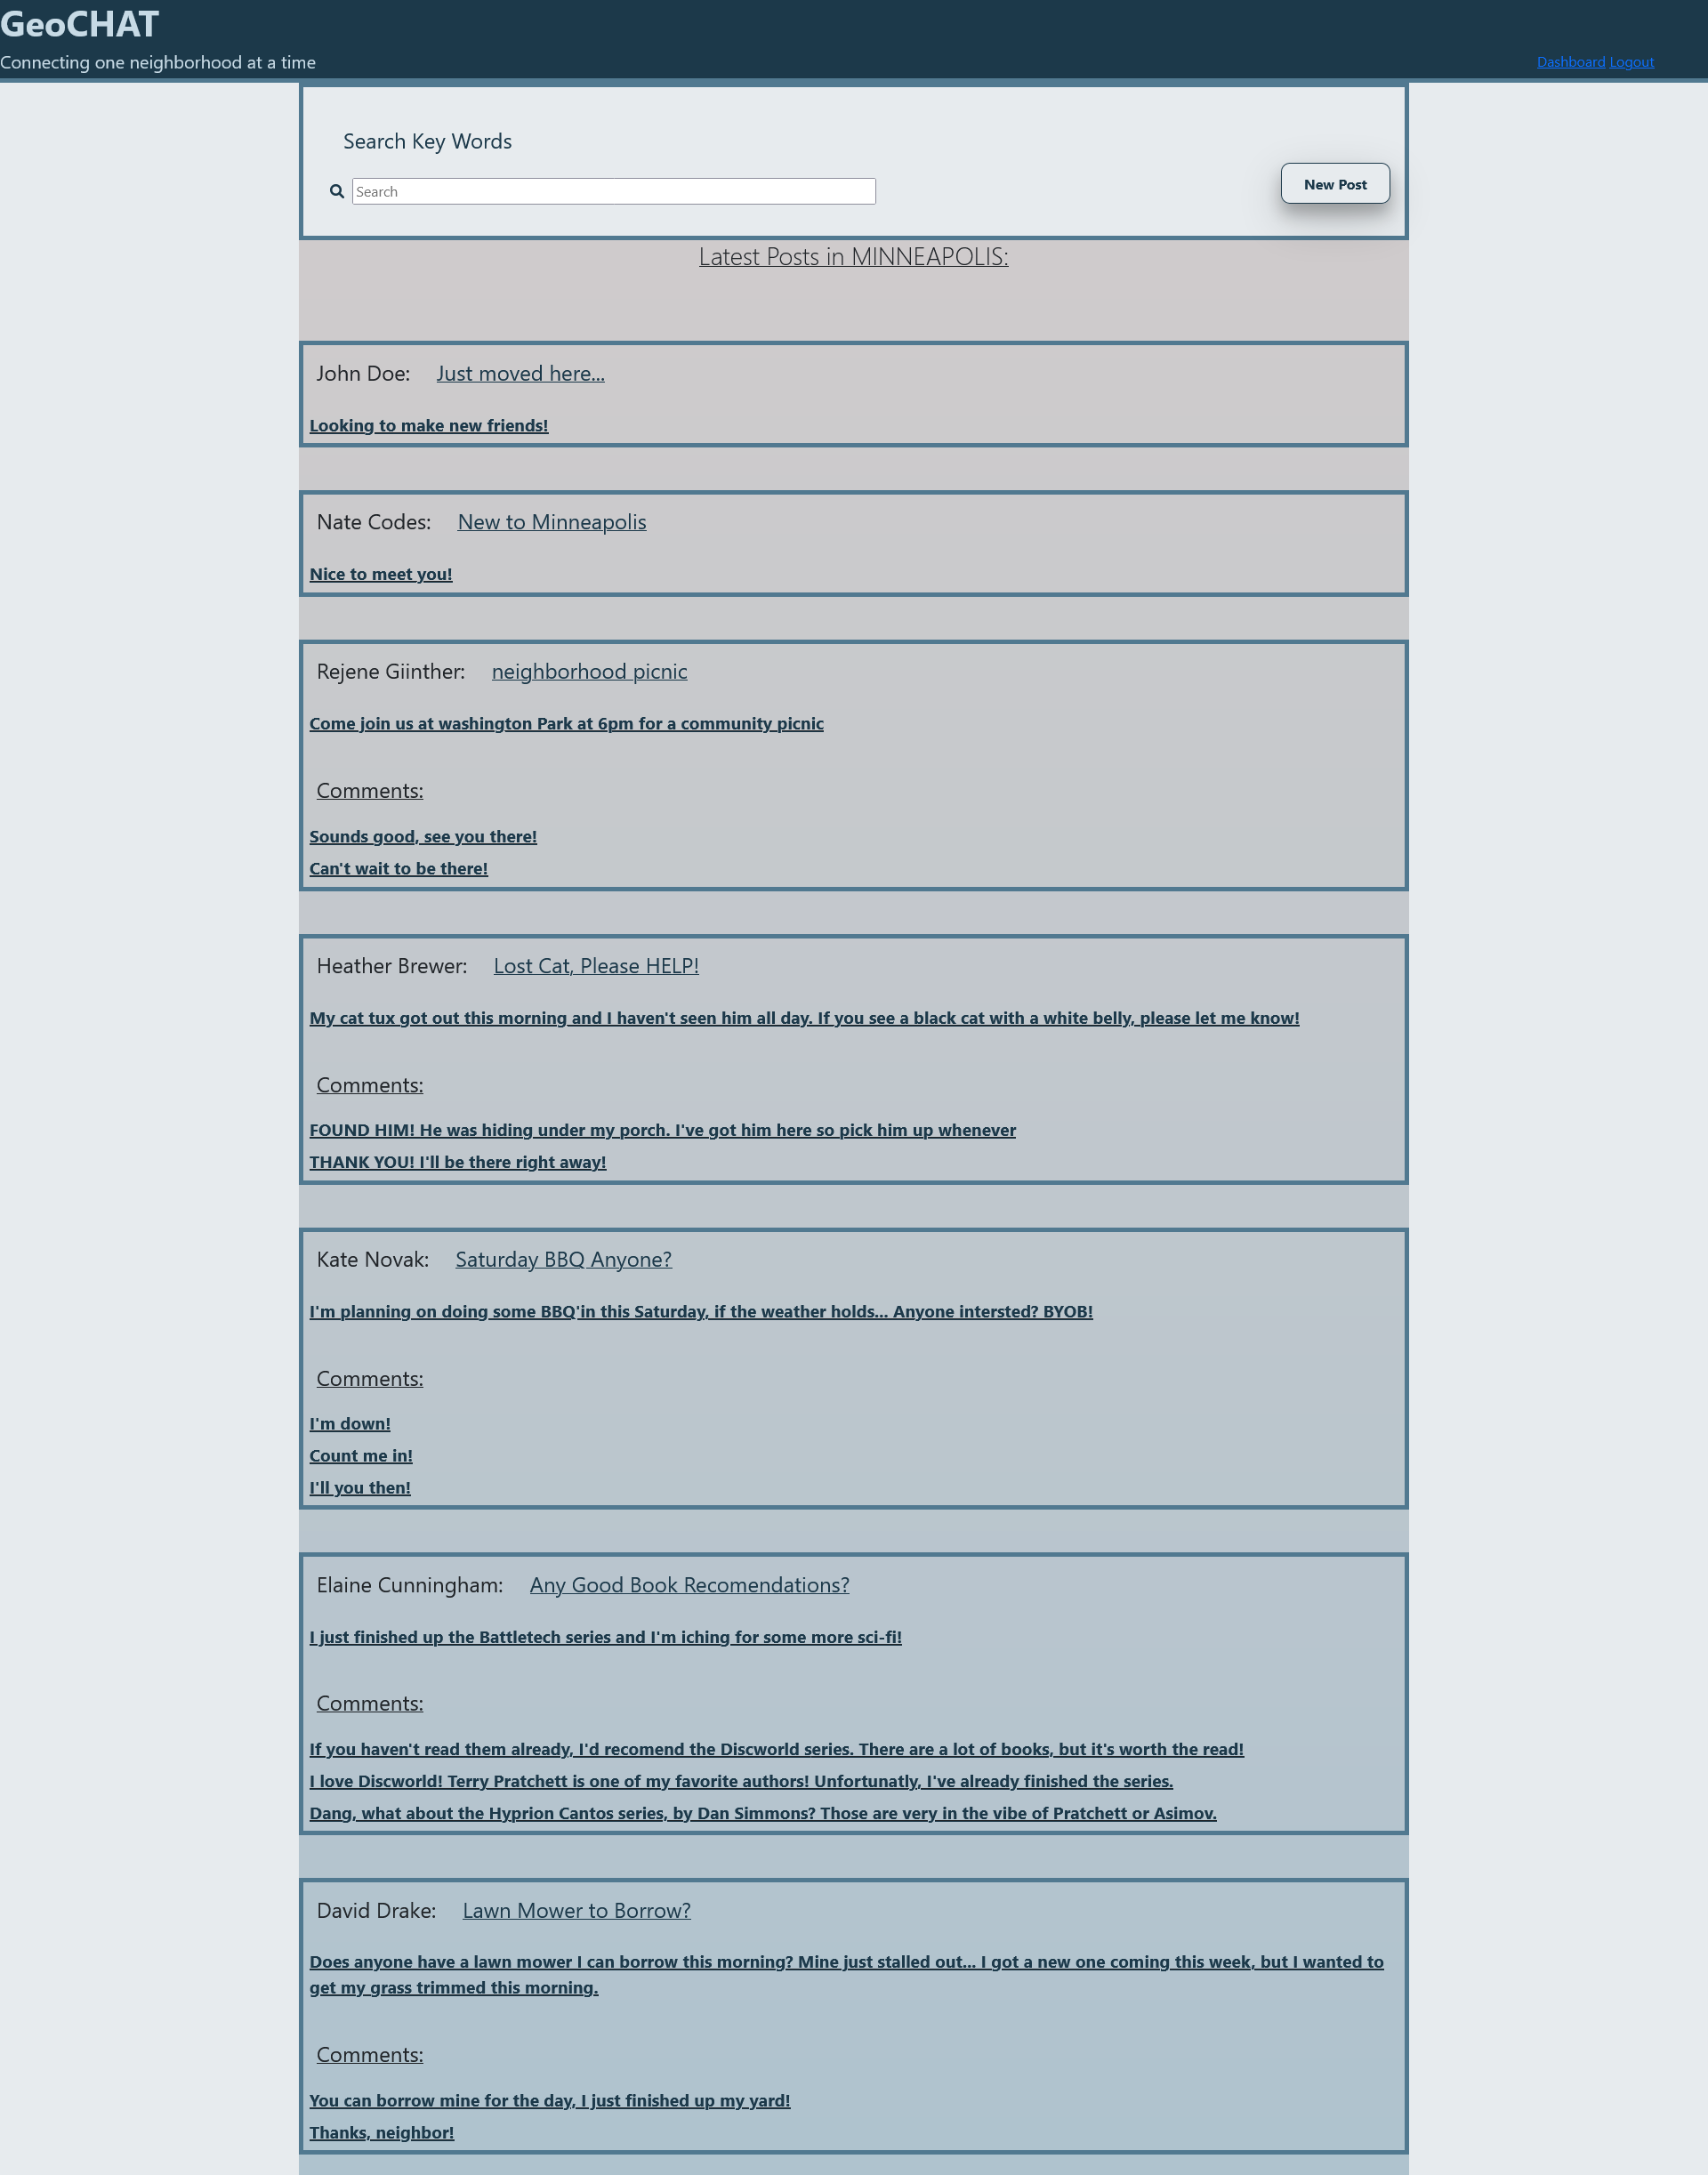 GeoCHAT
Connecting one neighborhood at a time
Dashboard Logout
Search Key Words
Search
New Post
Latest Posts in MINNEAPOLIS:
John Doe: Just moved here...
Looking to make new friends!
Nate Codes: New to Minneapolis
Nice to meet you!
Rejene Giinther: neighborhood picnic
Come join us at washington Park at 6pm for a community picnic
Comments:
Sounds good, see you there!
Can't wait to be there!
Heather Brewer: Lost Cat, Please HELP!
My cat tux got out this morning and I haven't seen him all day. If you see a black cat with a white belly, please let me know!
Comments:
FOUND HIM! He was hiding under my porch. I've got him here so pick him up whenever
THANK YOU! I'll be there right away!
Kate Novak: Saturday BBQ Anyone?
I'm planning on doing some BBQ'in this Saturday, if the weather holds... Anyone intersted? BYOB!
Comments:
I'm down!
Count me in!
I'll you then!
Elaine Cunningham: Any Good Book Recomendations?
I just finished up the Battletech series and I'm iching for some more sci-fi!
Comments:
If you haven't read them already, I'd recomend the Discworld series. There are a lot of books, but it's worth the read!
I love Discworld! Terry Pratchett is one of my favorite authors! Unfortunatly, I've already finished the series.
Dang, what about the Hyprion Cantos series, by Dan Simmons? Those are very in the vibe of Pratchett or Asimov.
David Drake: Lawn Mower to Borrow?
Does anyone have a lawn mower I can borrow this morning? Mine just stalled out... I got a new one coming this week, but I wanted to
get my grass trimmed this morning.
Comments:
You can borrow mine for the day, I just finished up my yard!
Thanks, neighbor!